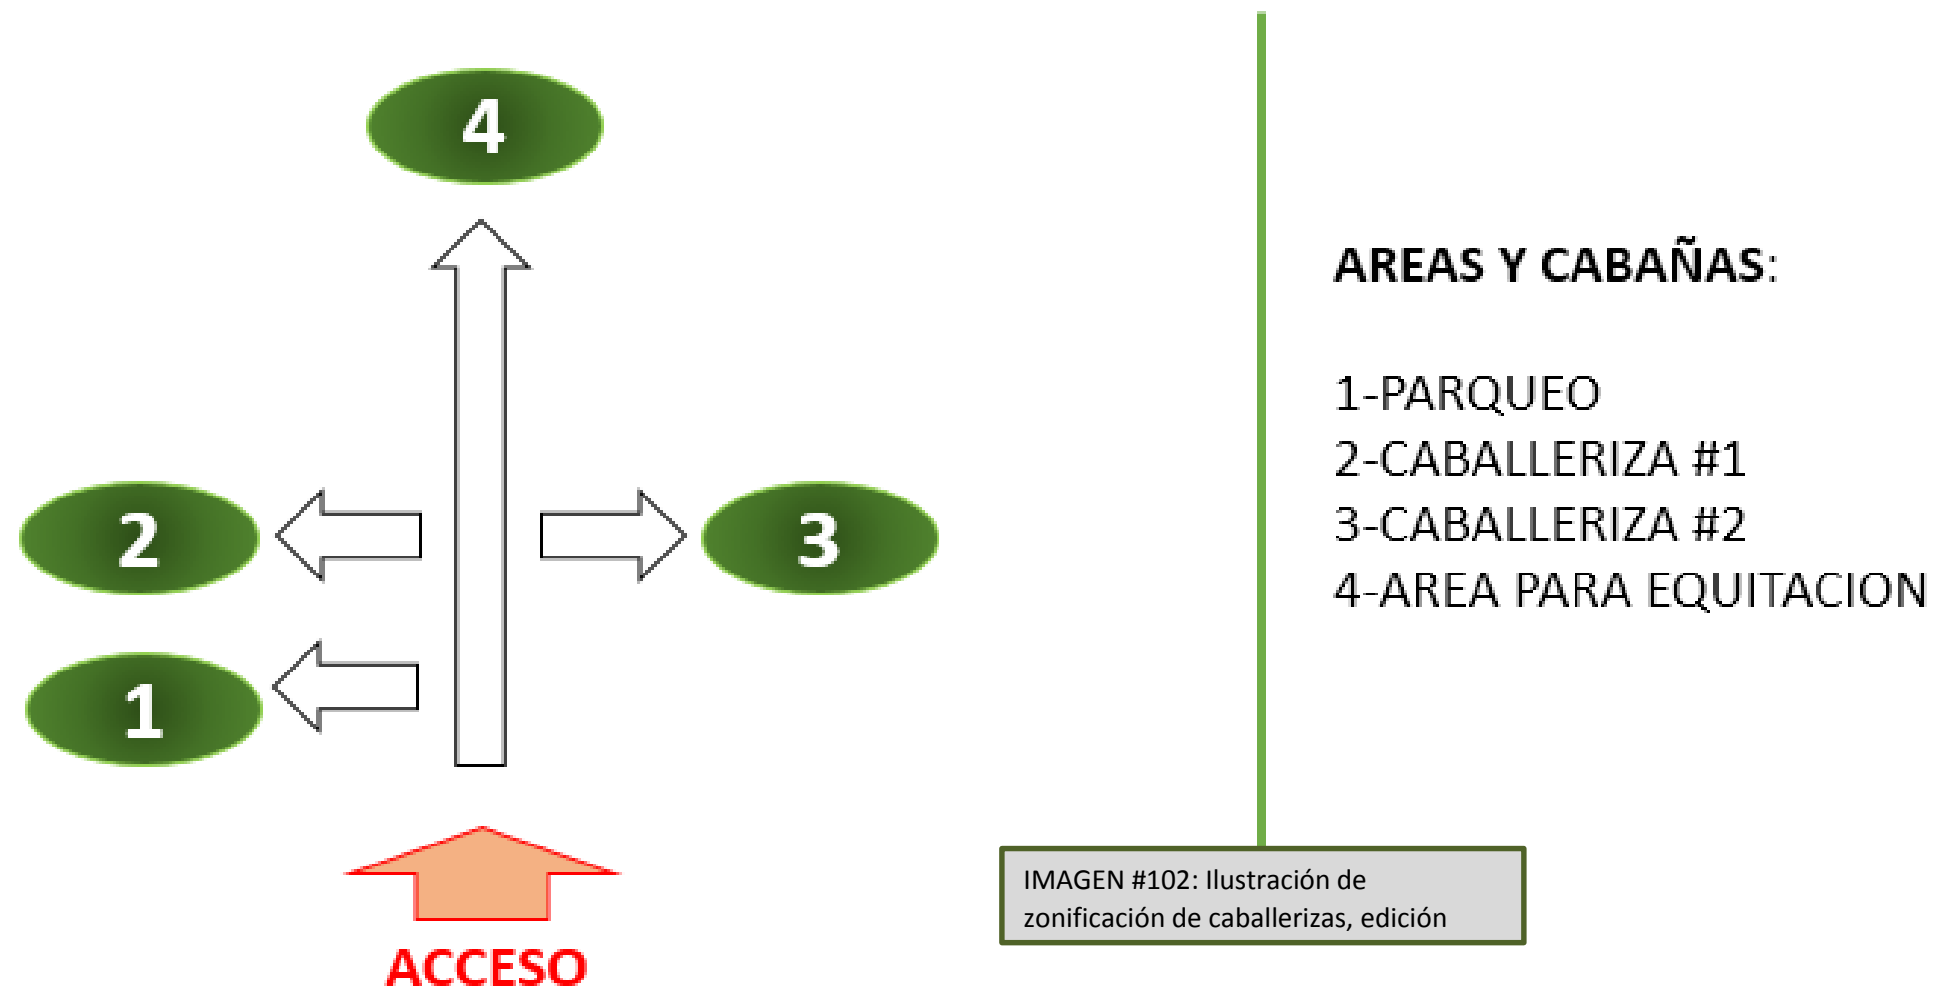 4
2
3
1
ACCESO
AREAS Y CABAÑAS:
1-PARQUEO
2-CABALLERIZA #1
3-CABALLERIZA #2
4-AREA PARA EQUITACION
IMAGEN #102: Ilustración de
zonificación de caballerizas, edición